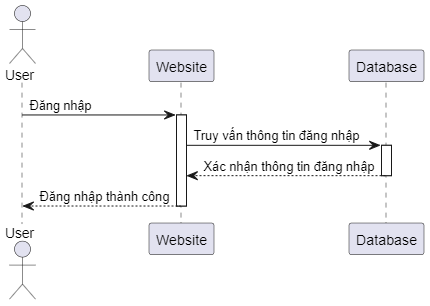 User
Website
Database
Đăng nhập
Truy vấn thông tin đăng nhập
Xác nhận thông tin đăng nhập
Đăng nhập thành công
User
Website
Database